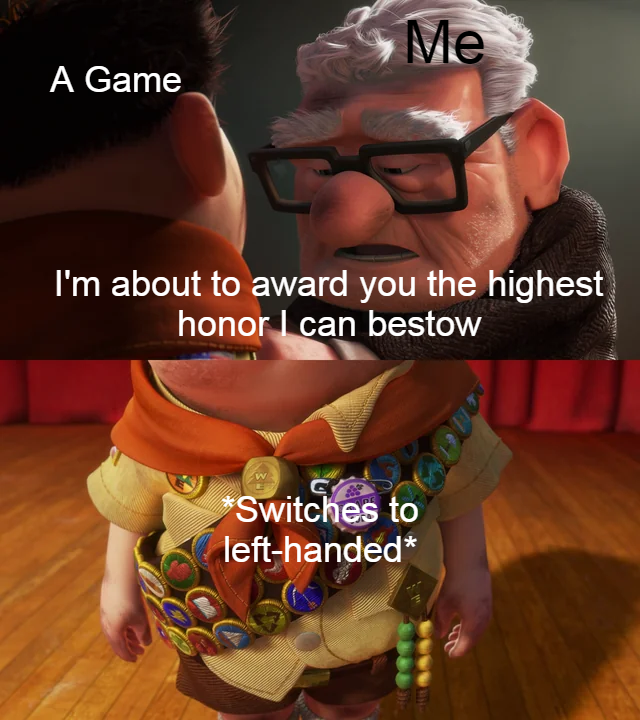 Me
A Game
I'm about to award you the highest
honor I can bestow
*Switches to
left-handed*